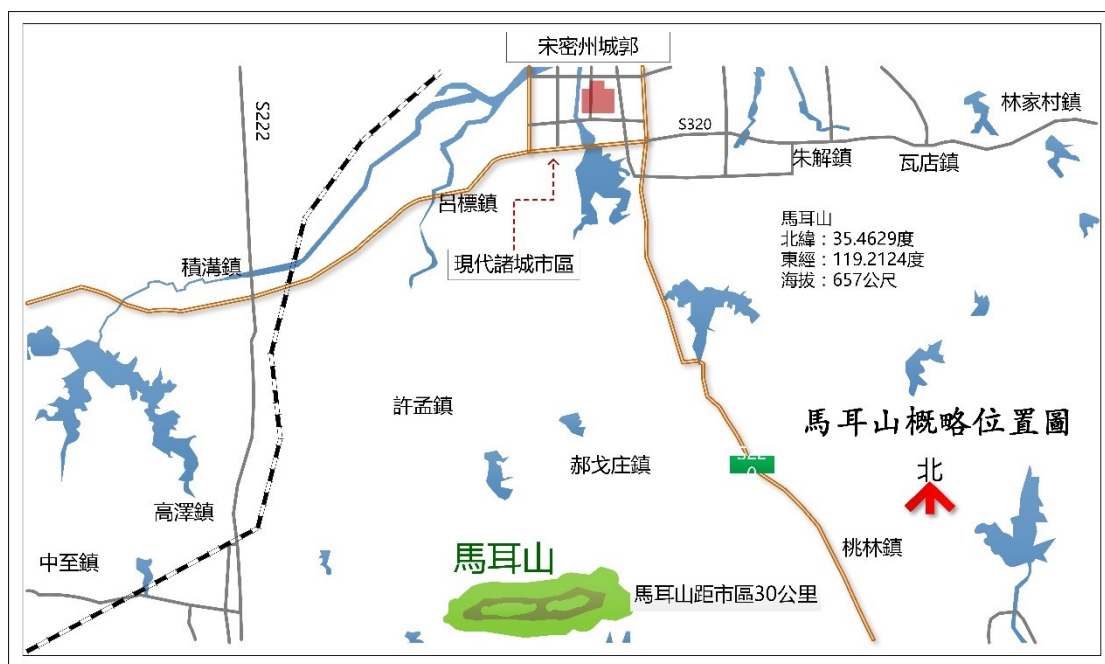 宋密州城郭
S222
S320
林家村鎮
朱解鎮
瓦店鎮
呂標鎮
馬耳山
北緯：35.4629度
東經：119.2124度
海拔：657公尺
現代諸城市區
積溝鎮
許孟鎮
馬耳山概略位置圖
郝戈庄鎮
北
高澤鎮
桃林鎮
中至鎮
馬耳山
馬耳山距市區30公里